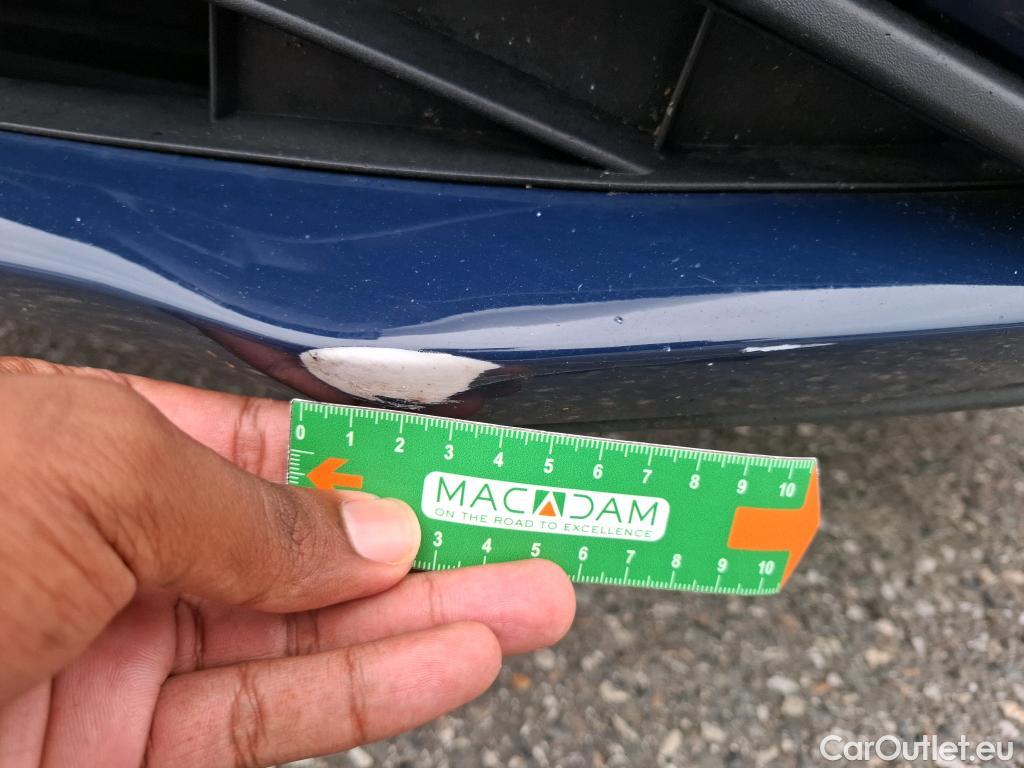 0 1 2 3 4 5 6 7 8 9 10
MACADAM
ON THE ROAD TO EXCELLENCE
3 4 5 6 7 8 9 10
CarOutlet.eu